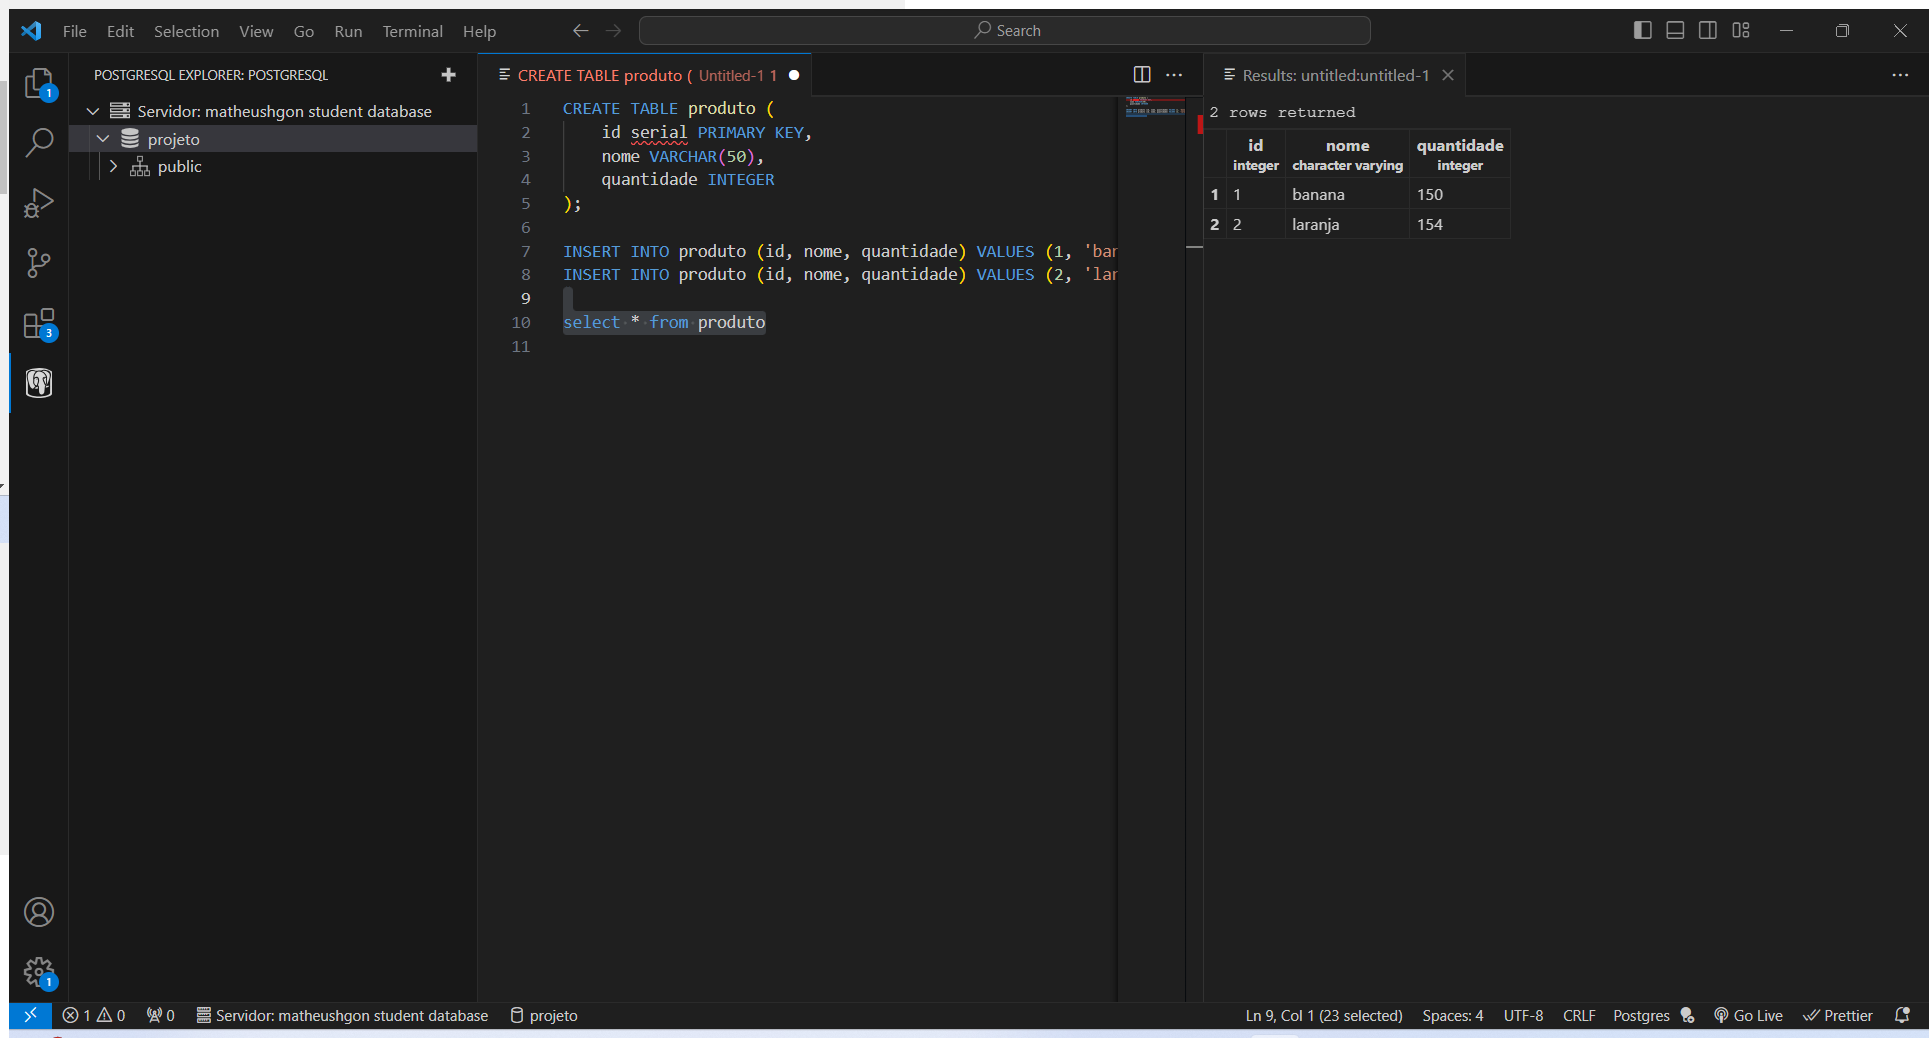 File Edit Selection View Go Run Terminal Help
Search
POSTGRESQL EXPLORER: POSTGRESQL
Servidor: matheushgon student database
projeto
public
1
3
1
CREATE TABLE produto ( Untitled-1 1
1 CREATE TABLE produto (
2 id serial PRIMARY KEY,
3 nome VARCHAR(50),
4 quantidade INTEGER
5 );
6
7 INSERT INTO produto (id, nome, quantidade) VALUES (1, 'ban
8 INSERT INTO produto (id, nome, quantidade) VALUES (2, 'lar
9
10 select * from produto
11
Results: untitled:untitled-1
2 rows returned
id nome quantidade
integer character varying integer
1 1 banana 150
2 2 laranja 154
1 0 0 Servidor: matheushgon student database projeto Ln 9, Col 1 (23 selected) Spaces: 4 UTF-8 CRLF Postgres Go Live Prettier